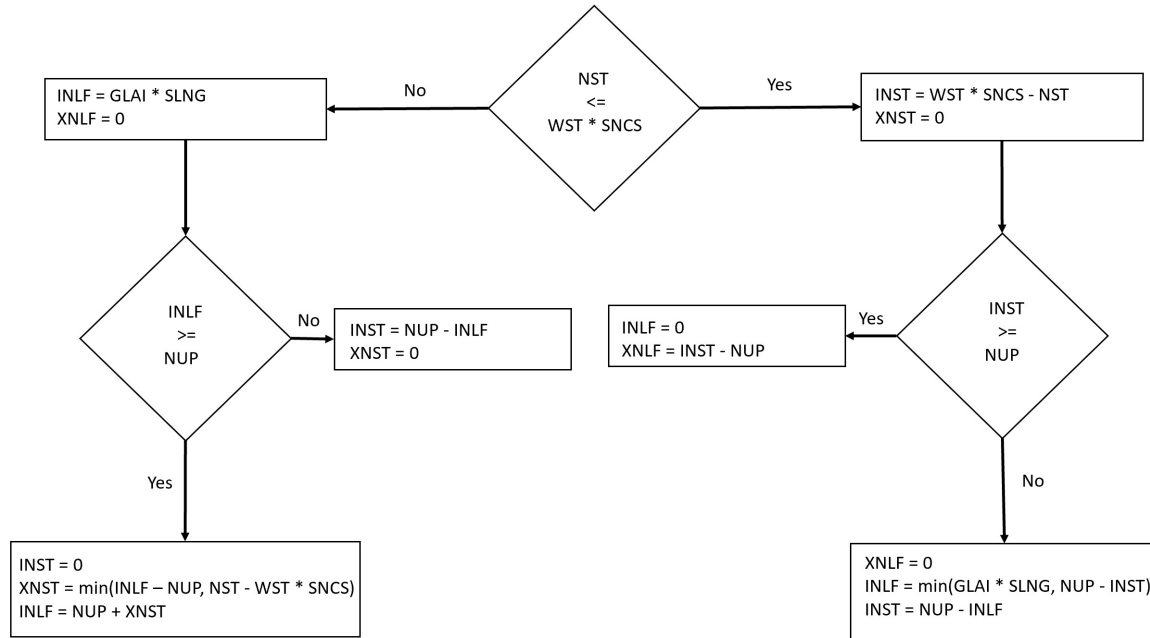 NST
<=
WST * SNCS
No
Yes
INLF = GLAI * SLNG
XNLF = 0
INST = WST * SNCS - NST
XNST = 0
INLF
>=
NUP
No
INST = NUP - INLF
XNST = 0
INLF = 0
XNLF = INST - NUP
Yes
INST
>=
NUP
Yes
No
INST = 0
XNST = min(INLF – NUP, NST - WST * SNCS)
INLF = NUP + XNST
XNLF = 0
INLF = min(GLAI * SLNG, NUP - INST)
INST = NUP - INLF